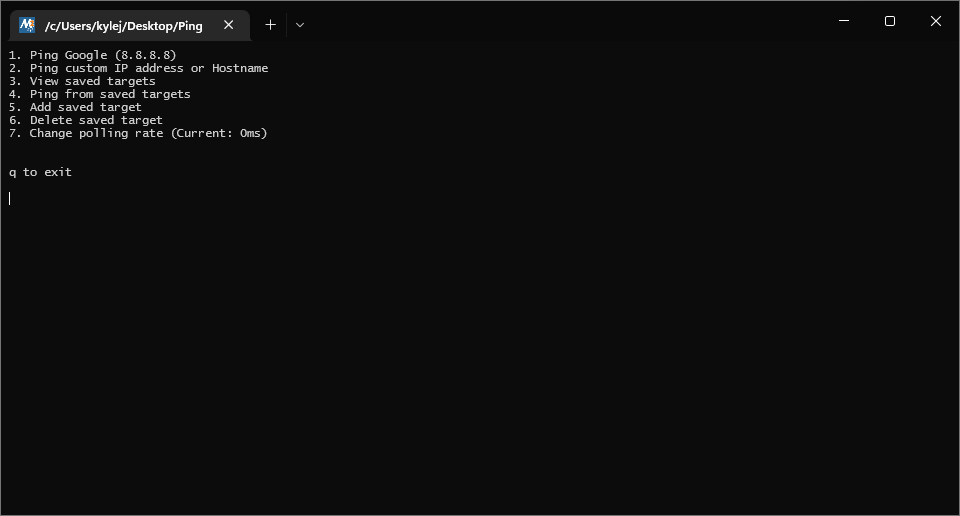 /c/Users/kylej/Desktop/Ping
1. Ping Google (8.8.8.8)
2. Ping custom IP address or Hostname
3. View saved targets
4. Ping from saved targets
5. Add saved target
6. Delete saved target
7. Change polling rate (Current: 0ms)
q to exit